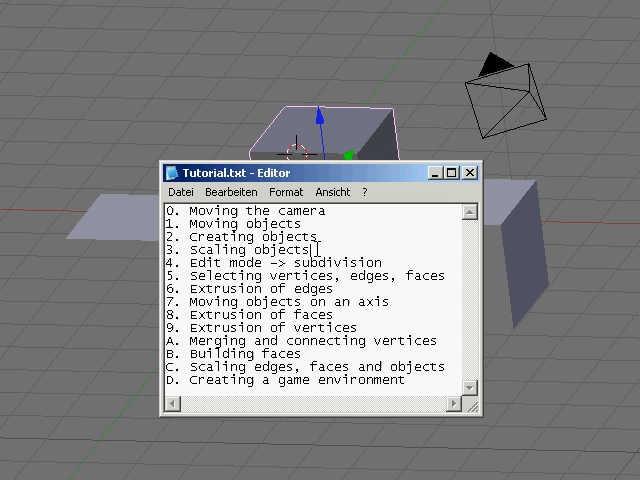 Tutorial.txt - Editor
Datei Bearbeiten Format Ansicht ?
0. Moving the camera
1. Moving objects
2. Creating objects
3. Scaling objects
4. Edit mode -> subdivision
5. Selecting vertices, edges, faces
6. Extrusion of edges
7. Moving objects on an axis
8. Extrusion of faces
9. Extrusion of vertices
A. Merging and connecting vertices
B. Building faces
C. Scaling edges, faces and objects
D. Creating a game environment